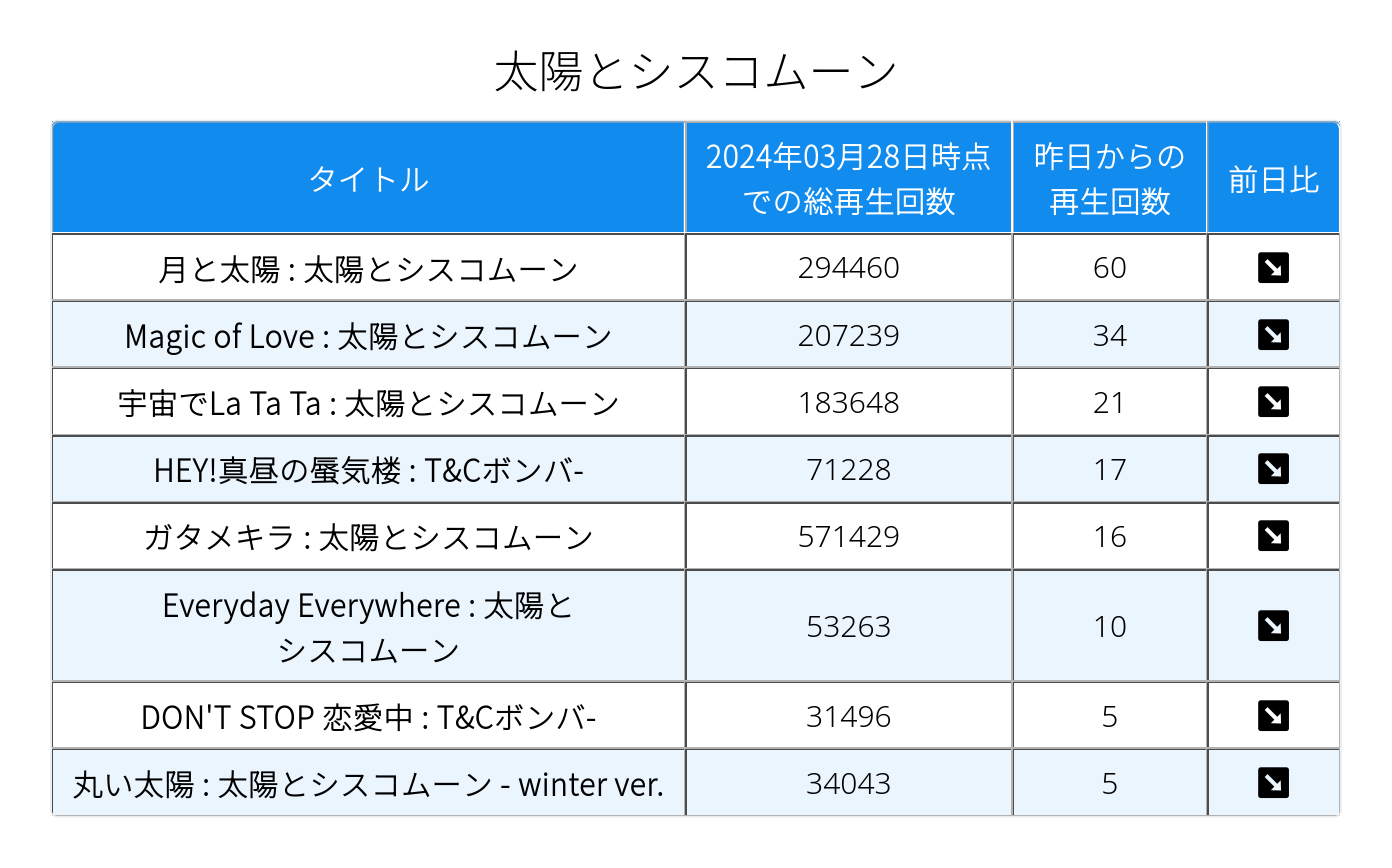 太陽とシスコムーン
タイトル
2024年03月28日時点
での総再生回数
昨日からの
再生回数
前日比
月と太陽 : 太陽とシスコムーン 294460 60
Magic of Love : 太陽とシスコムーン 207239 34
宇宙でLa Ta Ta : 太陽とシスコムーン 183648 21
HEY!真昼の蜃気楼 : T&Cボンバ- 71228 17
ガタメキラ : 太陽とシスコムーン 571429 16
Everyday Everywhere : 太陽と
シスコムーン 53263 10
DON'T STOP 恋愛中 : T&Cボンバ- 31496 5
丸い太陽 : 太陽とシスコムーン - winter ver. 34043 5